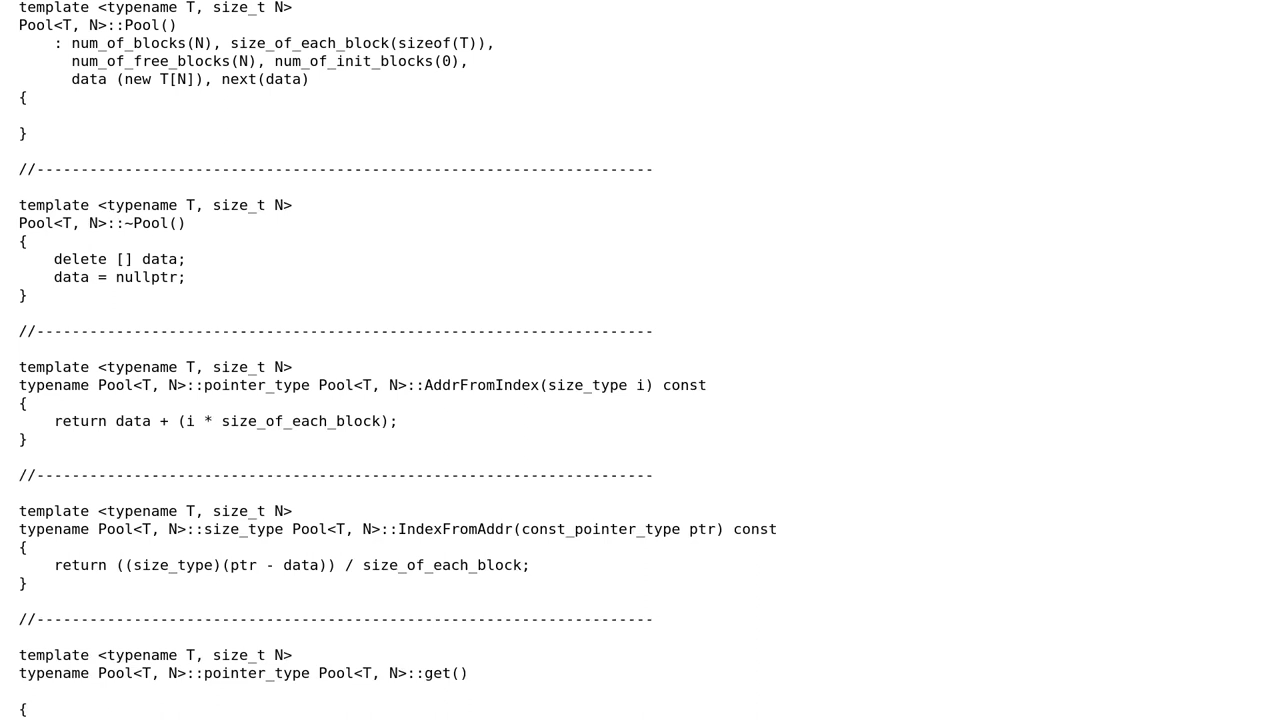 template <typename T, size_t N>
Pool<T, N>::Pool()
    : num_of_blocks(N), size_of_each_block(sizeof(T)),
      num_of_free_blocks(N), num_of_init_blocks(0),
      data (new T[N]), next(data)
{
}
//----------------------------------------------------------------------
template <typename T, size_t N>
Pool<T, N>::~Pool()
{
    delete [] data;
    data = nullptr;
}
//----------------------------------------------------------------------
template <typename T, size_t N>
typename Pool<T, N>::pointer_type Pool<T, N>::AddrFromIndex(size_type i) const
{
    return data + (i * size_of_each_block);
}
//----------------------------------------------------------------------
template <typename T, size_t N>
typename Pool<T, N>::size_type Pool<T, N>::IndexFromAddr(const_pointer_type ptr) const
{
    return ((size_type)(ptr - data)) / size_of_each_block;
}
//----------------------------------------------------------------------
template <typename T, size_t N>
typename Pool<T, N>::pointer_type Pool<T, N>::get()
{